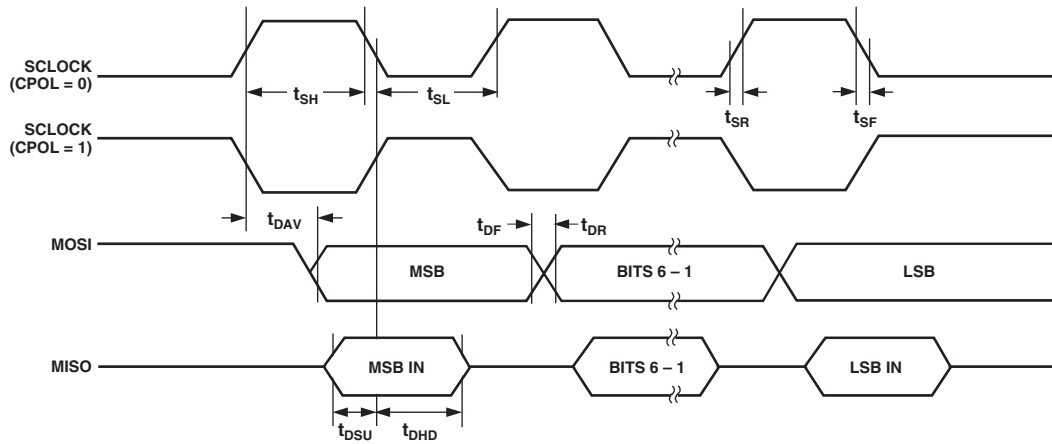 SCLOCK
(CPOL = 0)
tSH
tSL
tSR
tSF
SCLOCK
(CPOL = 1)
tDAV
tDF
tDR
MOSI
MSB
BITS 6 – 1
LSB
MISO
MSB IN
BITS 6 – 1
LSB IN
tDSU
tDHD